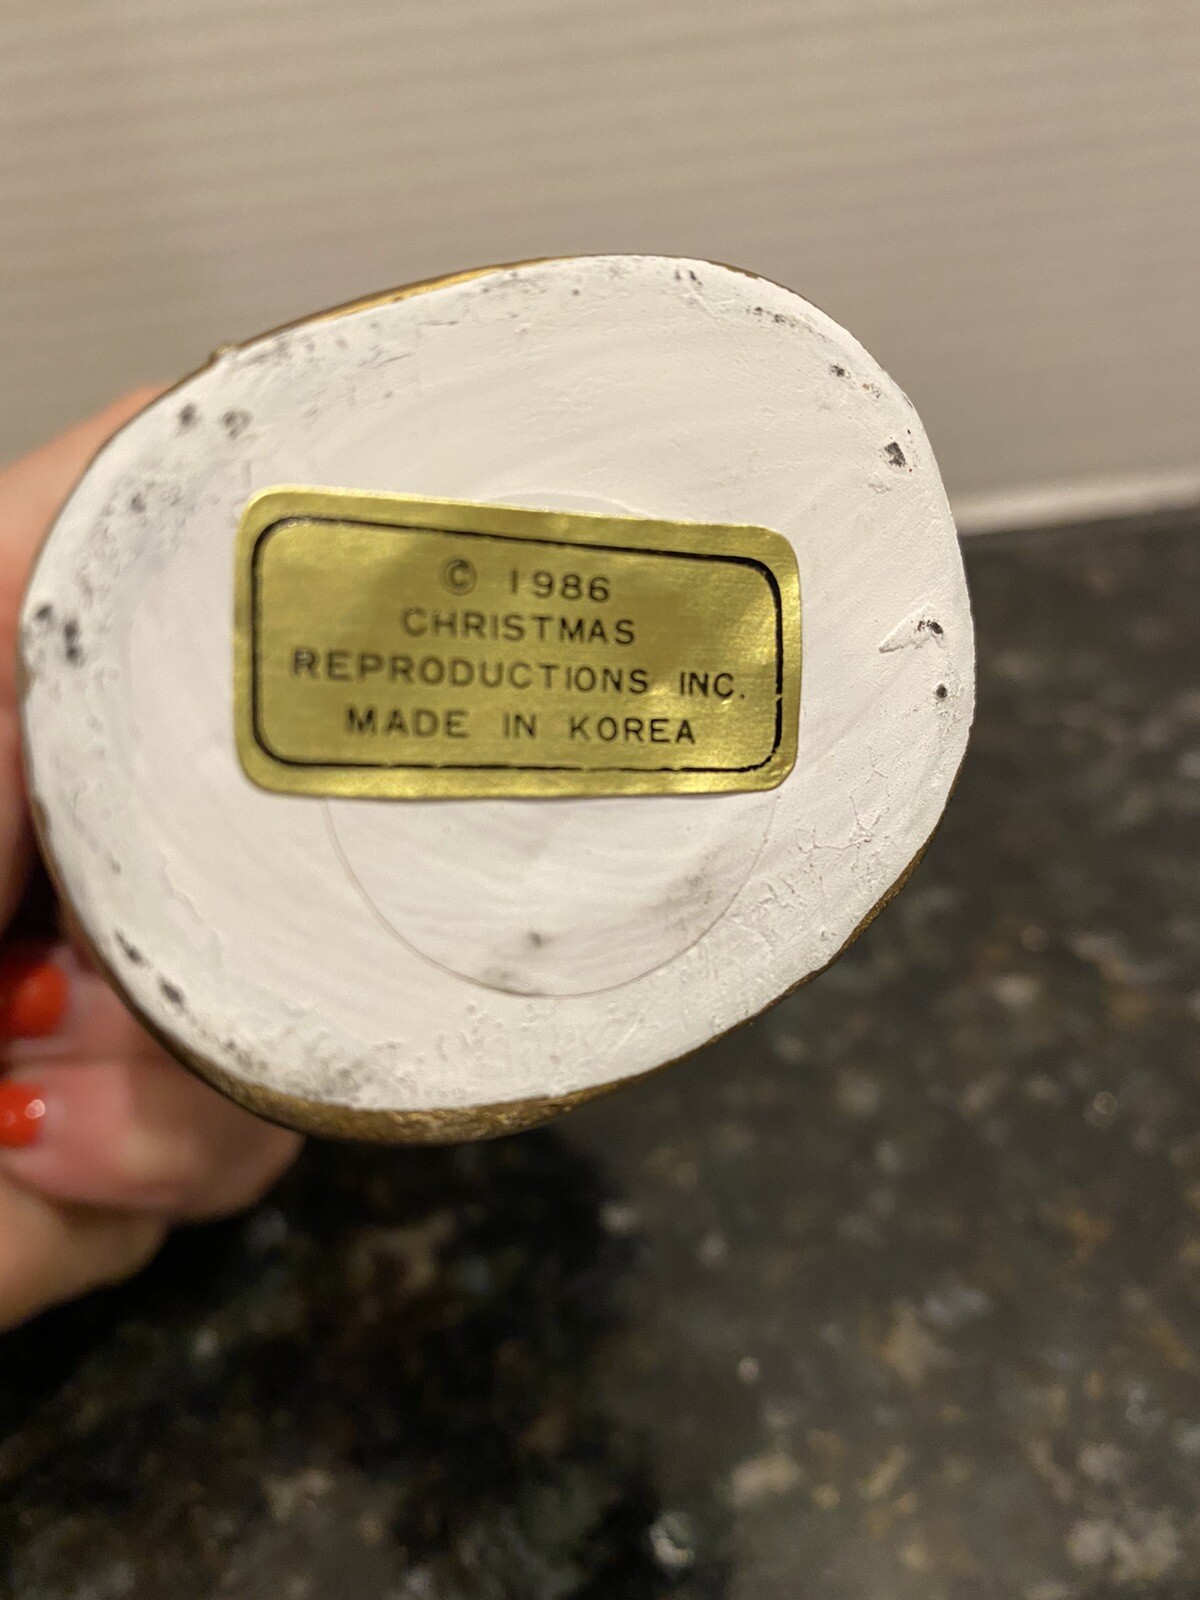 © 1986
CHRISTMAS
REPRODUCTIONS INC.
MADE IN KOREA